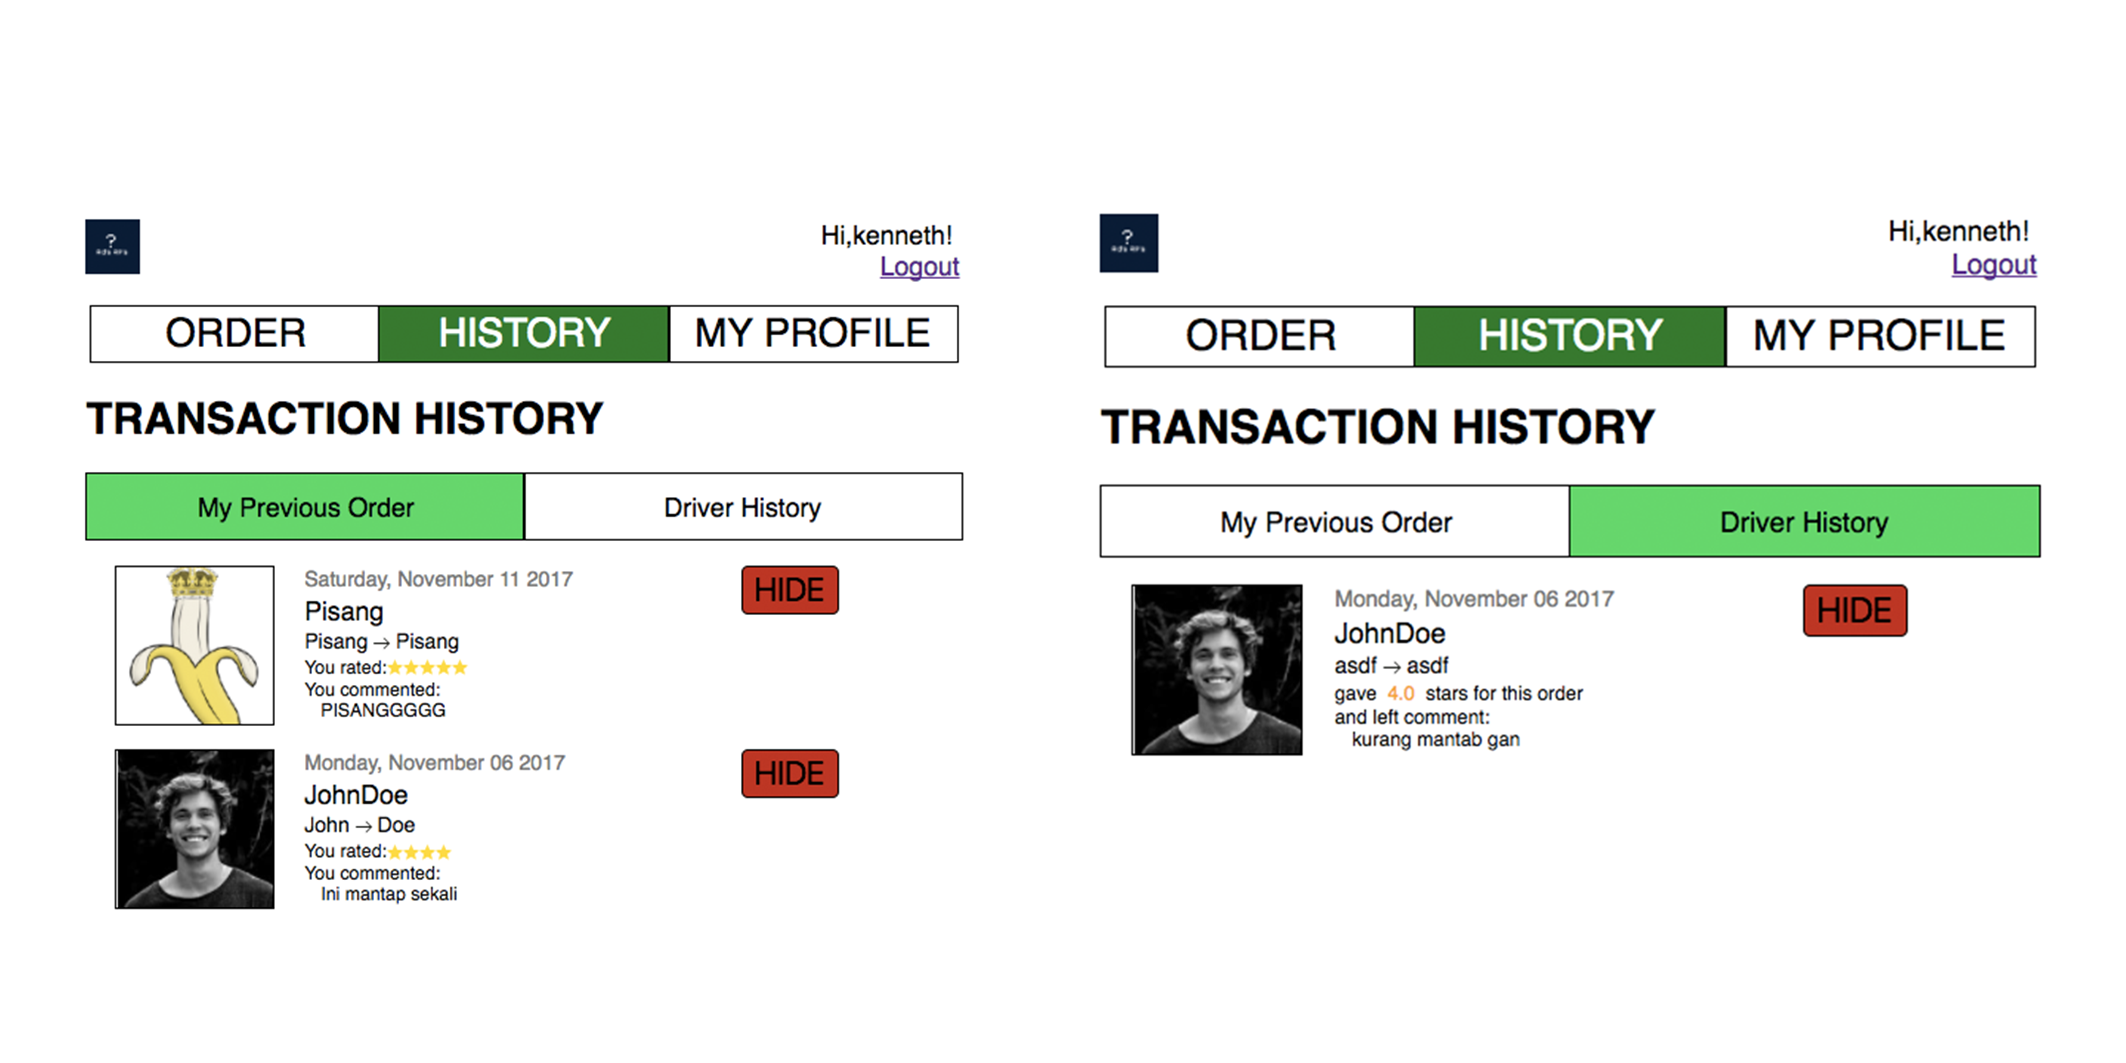 ?
Hi,kenneth!
Logout
ORDER HISTORY MY PROFILE
TRANSACTION HISTORY
My Previous Order Driver History
Saturday, November 11 2017
HIDE
Pisang
Pisang → Pisang
You rated:★★★★★
You commented:
PISANGGGGG
Monday, November 06 2017
HIDE
JohnDoe
John → Doe
You rated:★★★★
You commented:
Ini mantap sekali
?
Hi,kenneth!
Logout
ORDER HISTORY MY PROFILE
TRANSACTION HISTORY
My Previous Order Driver History
Monday, November 06 2017
HIDE
JohnDoe
asdf → asdf
gave 4.0 stars for this order
and left comment:
kurang mantab gan